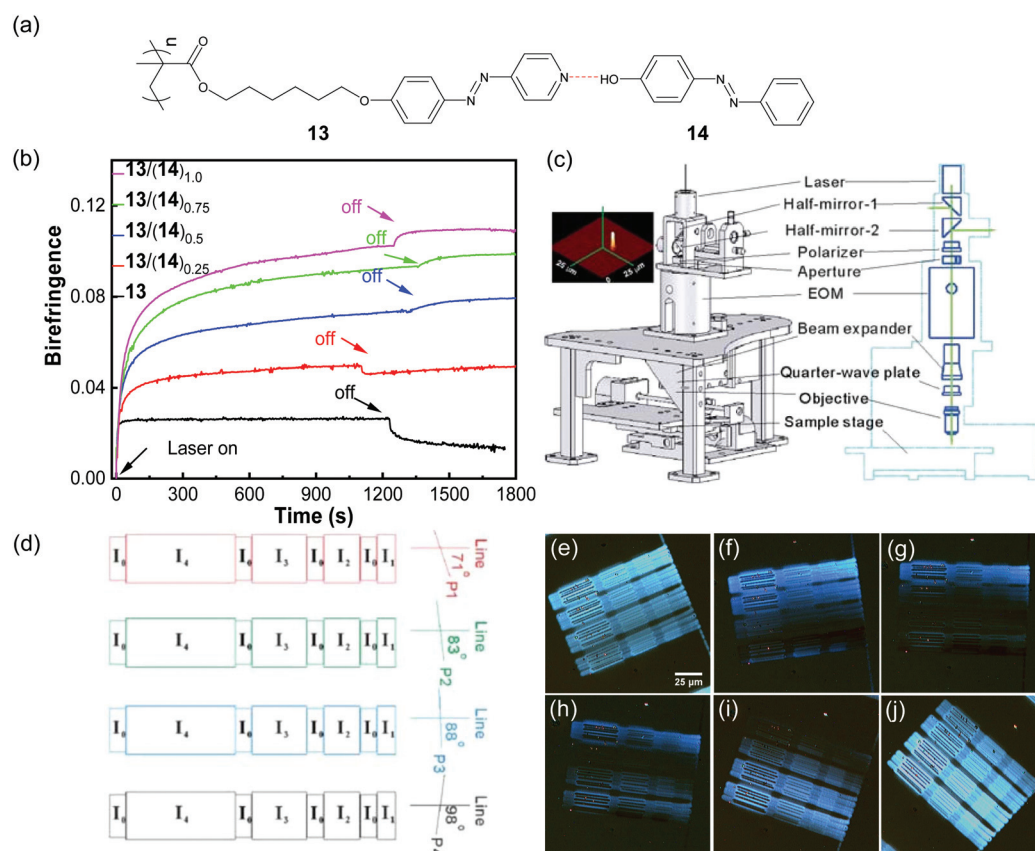 (a)
n
O
O
O
N
N
N
HO
N
N
13
14
(b)
13/(14)1.0
13/(14)0.75
13/(14)0.5
13/(14)0.25
13
off
off
off
off
off
Laser on
0.12
0.08
0.04
0.00
Birefringence
0
300
600
900
1200
1500
1800
Time (s)
(c)
Laser
Half-mirror-1
Half-mirror-2
Polarizer
Aperture
EOM
Beam expander
Quarter-wave plate
Objective
Sample stage
25 µm
0
25 µm
(d)
I0 I4 I0 I3 I0 I2 I0 I1
Line
71°
P1
I0 I4 I0 I3 I0 I2 I0 I1
Line
83°
P2
I0 I4 I0 I3 I0 I2 I0 I1
Line
88°
P3
I0 I4 I0 I3 I0 I2 I0 I1
Line
98°
(e)
25 µm
(f)
(g)
(h)
(i)
(j)